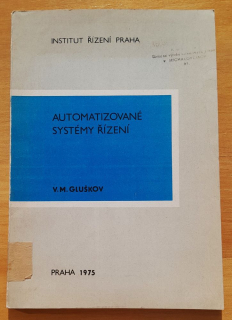 INSTITUT ŘÍZENÍ PRAHA
AUTOMATIZOVANÉ
SYSTÉMY ŘÍZENÍ
V. M. GLUŠKOV
PRAHA 1975